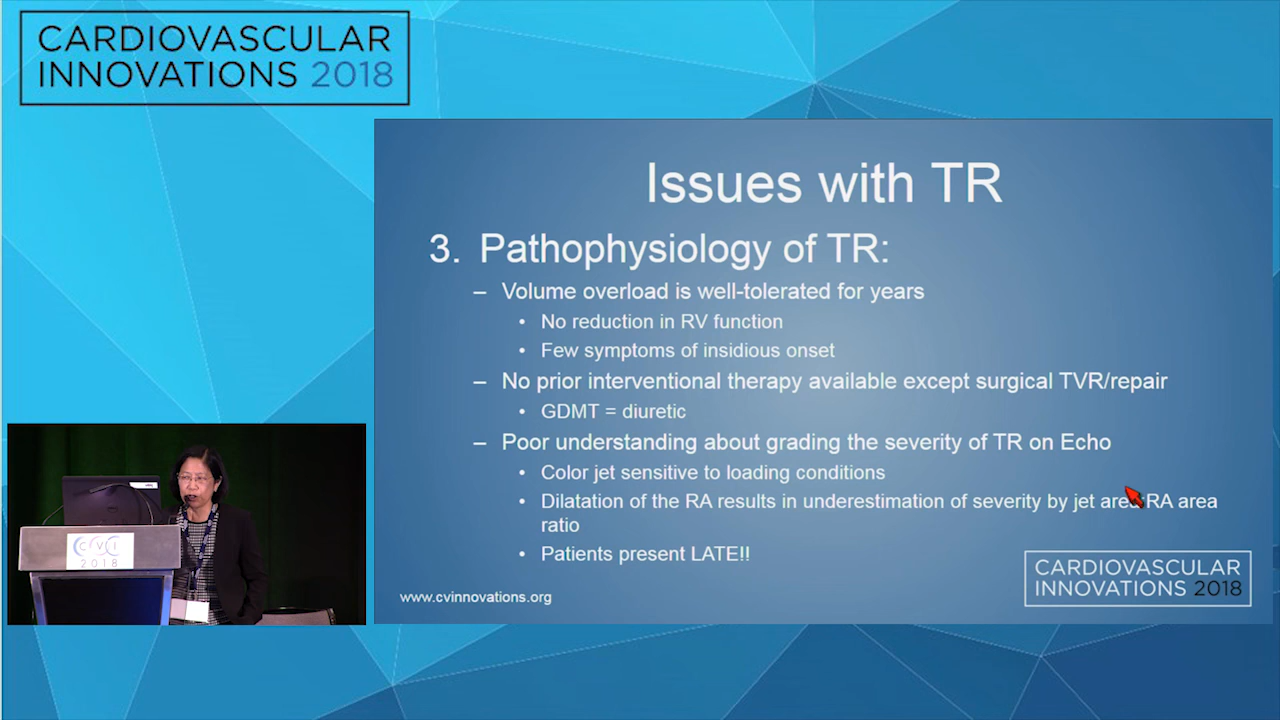 CARDIOVASCULAR
INNOVATIONS 2018
Issues with TR
3. Pathophysiology of TR:
– Volume overload is well-tolerated for years
• No reduction in RV function
• Few symptoms of insidious onset
– No prior interventional therapy available except surgical TVR/repair
• GDMT = diuretic
– Poor understanding about grading the severity of TR on Echo
• Color jet sensitive to loading conditions
• Dilatation of the RA results in underestimation of severity by jet area:RA area
ratio
• Patients present LATE!!
www.cvinnovations.org
CARDIOVASCULAR
INNOVATIONS 2018
CVI
2018